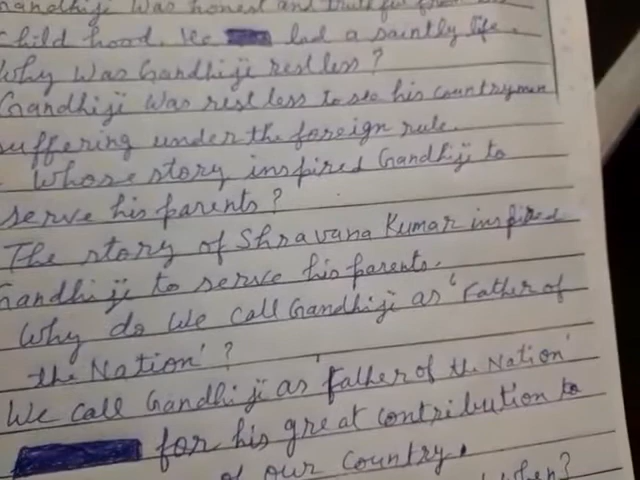 Gandhiji was honest and truthful from
child hood. He led a saintly life.
Why was Gandhiji restless?
Gandhiji was restless to see his countrymen
suffering under the foreign rule.
Whose story inspired Gandhiji to
serve his parents?
The story of Shravana Kumar inspired
Gandhiji to serve his parents.
Why do we call Gandhiji as 'Father of
the Nation'?
We call Gandhiji as Father of the Nation'
for his great contribution to
of our country.
when?